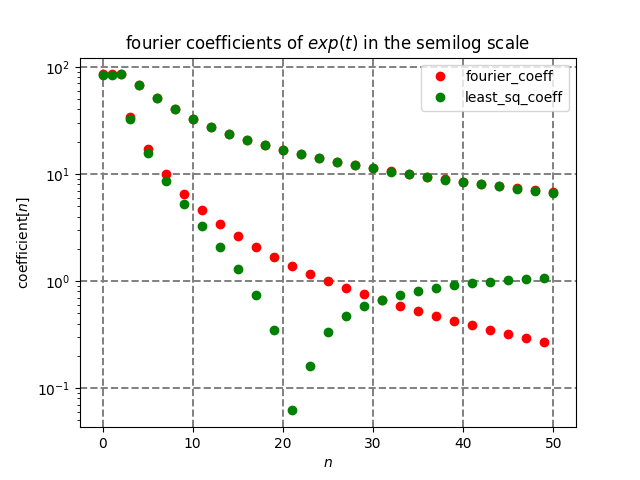 fourier coefficients of exp(t) in the semilog scale
fourier_coeff
least_sq_coeff
10²
10¹
10⁰
10⁻¹
coefficient[n]
0 10 20 30 40 50
n